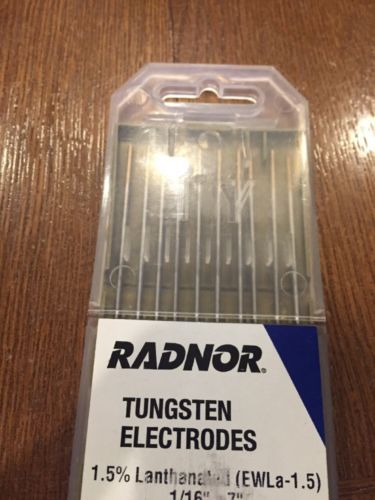 RADNOR®
TUNGSTEN
ELECTRODES
1.5% Lanthanated (EWLa-1.5)
1/16" 7"